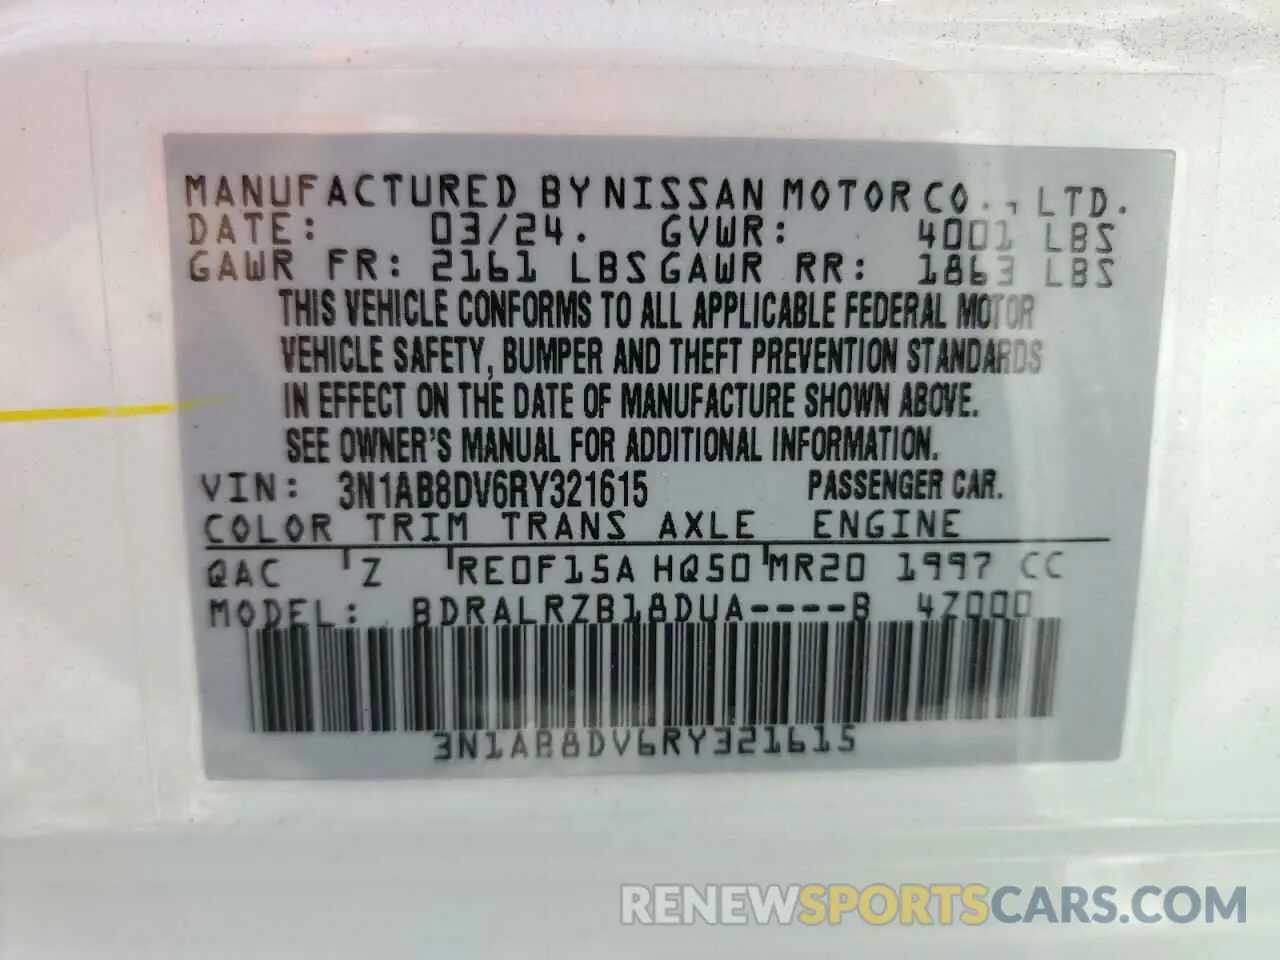 MANUFACTURED BY NISSAN MOTOR CO., LTD.
DATE: 03/24. GVWR: 4001 LBS
GAWR FR: 2161 LBS GAWR RR: 1863 LBS
THIS VEHICLE CONFORMS TO ALL APPLICABLE FEDERAL MOTOR
VEHICLE SAFETY, BUMPER AND THEFT PREVENTION STANDARDS
IN EFFECT ON THE DATE OF MANUFACTURE SHOWN ABOVE.
SEE OWNER'S MANUAL FOR ADDITIONAL INFORMATION.
VIN: 3N1AB8DV6RY321615 PASSENGER CAR.
COLOR TRIM TRANS AXLE ENGINE
QAC Z RE0F15A HQ50 MR20 1997 CC
MODEL: BDRALRZB18DUA----B 4Z000
3N1AB8DV6RY321615
RENEWSPORTSCARS.COM